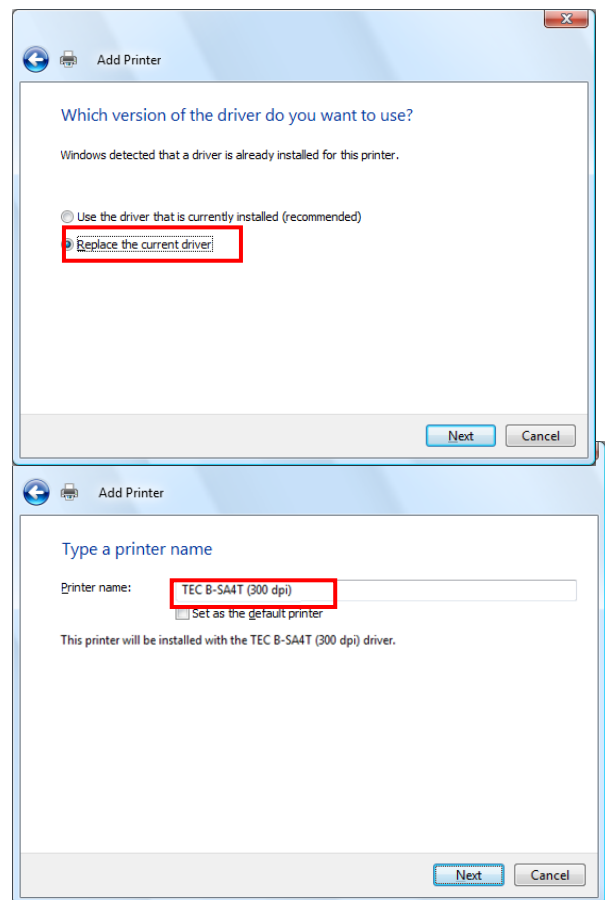 Add Printer
Which version of the driver do you want to use?
Windows detected that a driver is already installed for this printer.
Use the driver that is currently installed (recommended)
Replace the current driver
Next Cancel
Add Printer
Type a printer name
Printer name: TEC B-SA4T (300 dpi)
Set as the default printer
This printer will be installed with the TEC B-SA4T (300 dpi) driver.
Next Cancel